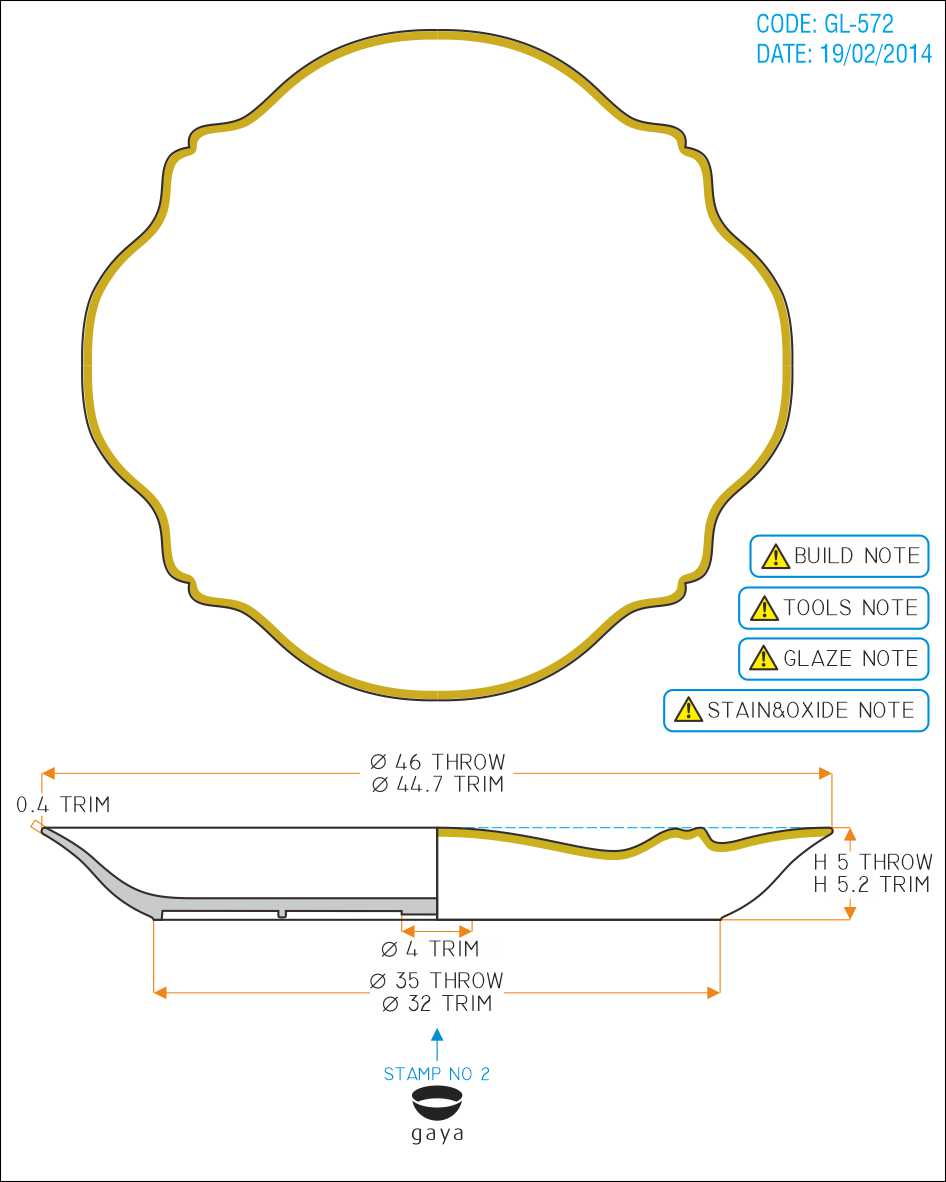 CODE: GL-572
DATE: 19/02/2014
BUILD NOTE
TOOLS NOTE
GLAZE NOTE
STAIN&OXIDE NOTE
Ø 46 THROW
Ø 44.7 TRIM
0.4 TRIM
H 5 THROW
H 5.2 TRIM
Ø 4 TRIM
Ø 35 THROW
Ø 32 TRIM
STAMP NO 2
gaya